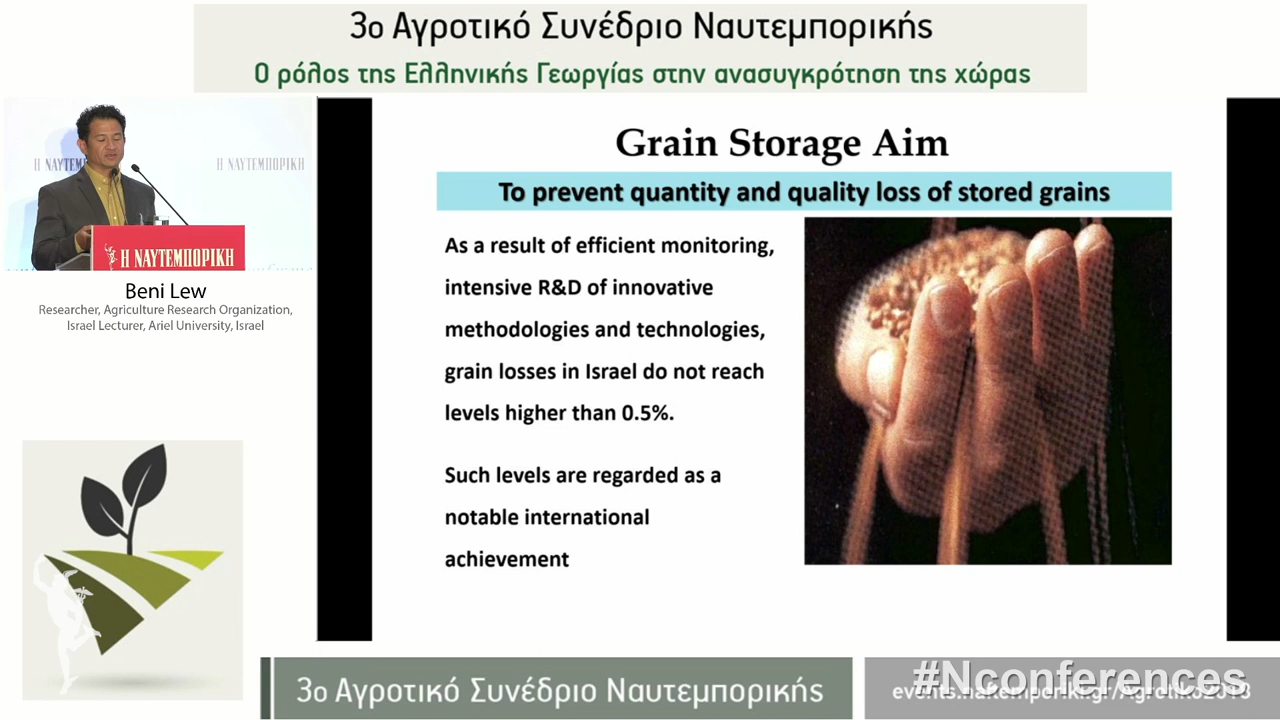 3ο Αγροτικό Συνέδριο Ναυτεμπορικής
Ο ρόλος της Ελληνικής Γεωργίας στην ανασυγκρότηση της χώρας
Η ΝΑΥΤΕΜ
Η ΝΑΥΤΕΜΠΟΡΙΚΗ
Η ΝΑΥΤΕΜΠΟΡΙΚΗ
Beni Lew
Researcher, Agriculture Research Organization,
Israel Lecturer, Ariel University, Israel
Grain Storage Aim
To prevent quantity and quality loss of stored grains
As a result of efficient monitoring,
intensive R&D of innovative
methodologies and technologies,
grain losses in Israel do not reach
levels higher than 0.5%.
Such levels are regarded as a
notable international
achievement
3ο Αγροτικό Συνέδριο Ναυτεμπορικής
#Nconferences